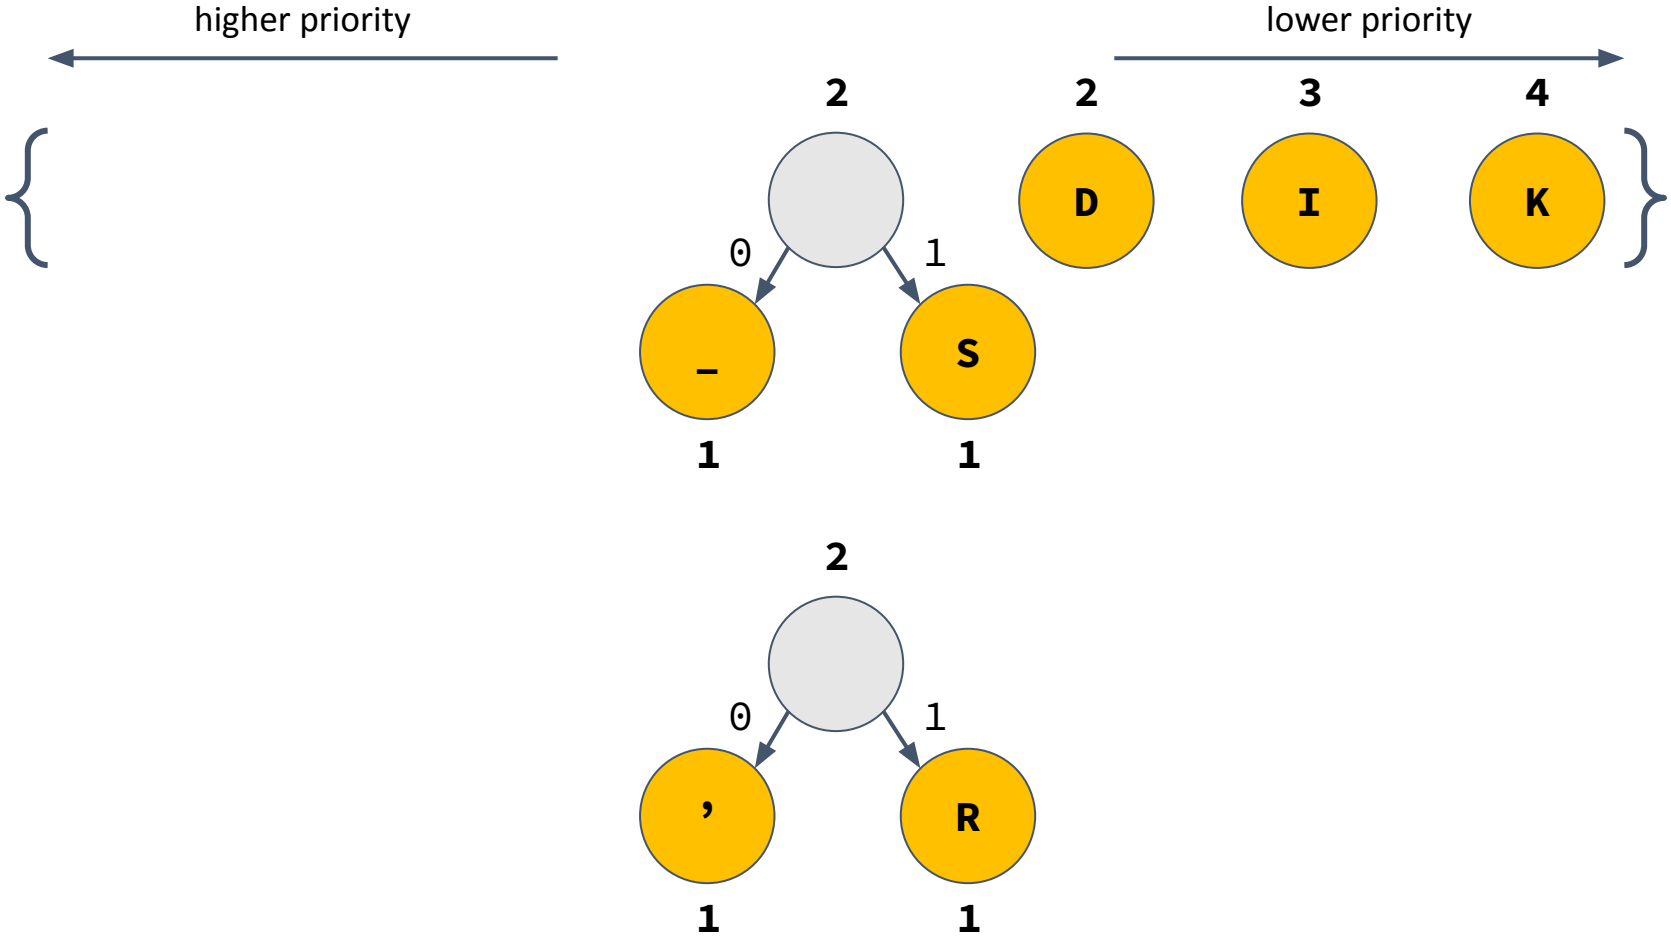 higher priority lower priority
2 2 3 4
D I K
0 1
_ S
1 1
2
0 1
’ R
1 1